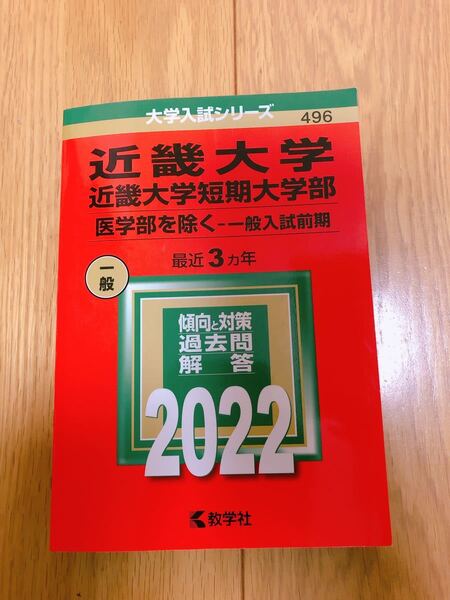 大学入試シリーズ
496
近畿大学
近畿大学短期大学部
医学部を除く-一般入試前期
最近3カ年
一般
傾向と対策
過去問
解答
2022
教学社